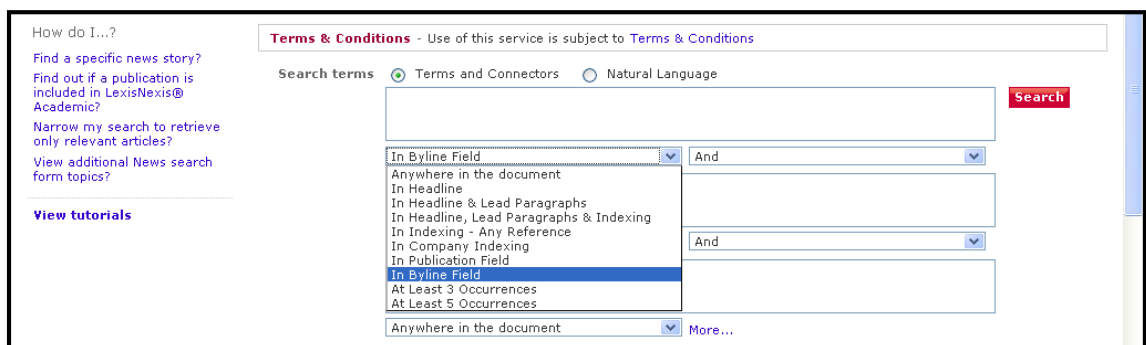 How do I...?
Find a specific news story?
Find out if a publication is
included in LexisNexis®
Academic?
Narrow my search to retrieve
only relevant articles?
View additional News search
form topics?
View tutorials
Terms & Conditions - Use of this service is subject to Terms & Conditions
Search terms Terms and Connectors Natural Language
Search
In Byline Field And
Anywhere in the document
In Headline
In Headline & Lead Paragraphs
In Headline, Lead Paragraphs & Indexing
In Indexing - Any Reference
In Company Indexing
In Publication Field
In Byline Field
At Least 3 Occurrences
At Least 5 Occurrences
And
Anywhere in the document More...